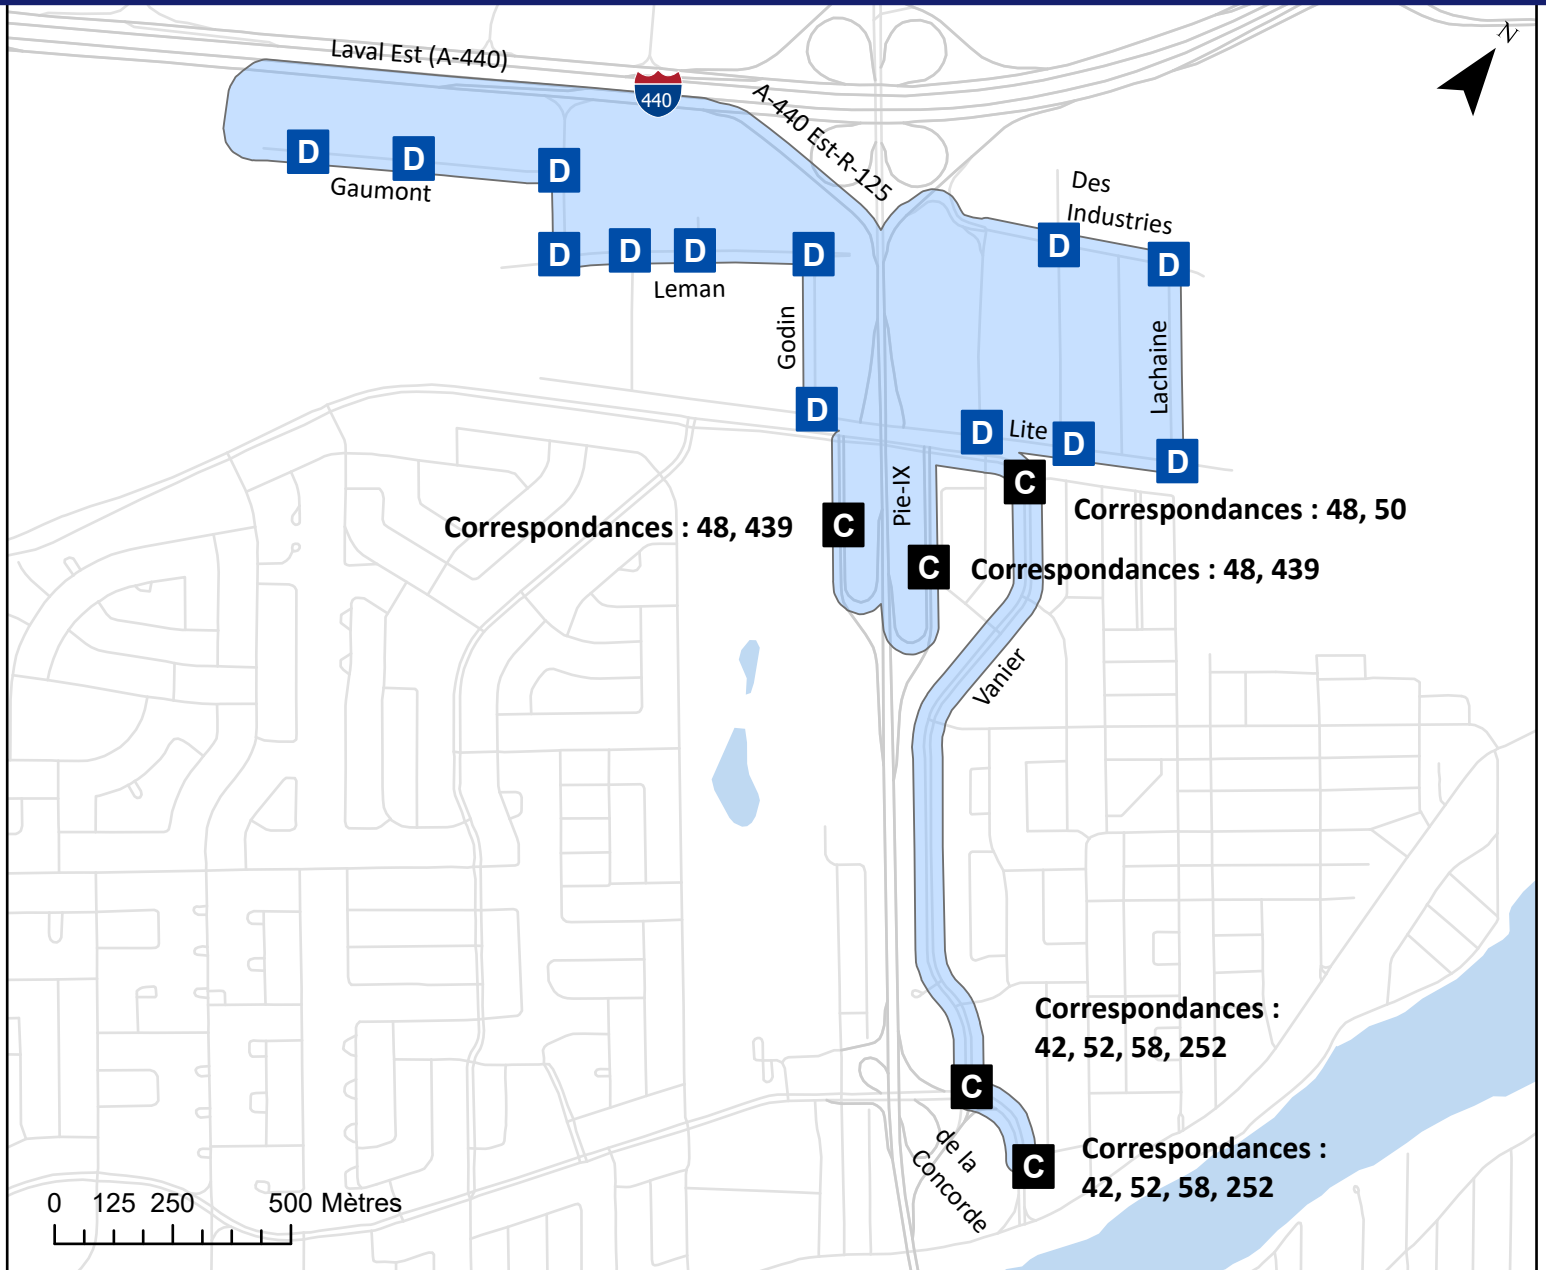 N
Laval Est (A-440)
440
A-440 Est-R-125
D
D
D
Gaumont
Des
Industries
D
D
D
D
D
D
Leman
Godin
Lachaine
D
D
Lite
D
D
C
Pie-IX
Correspondances : 48, 50
Correspondances : 48, 439
C
C
Correspondances : 48, 439
Vanier
Correspondances :
42, 52, 58, 252
C
de la
Concorde
Correspondances :
42, 52, 58, 252
C
0 125 250 500 Mètres